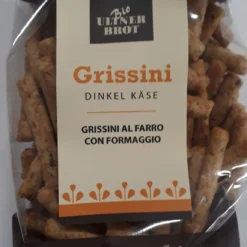 Bio
ULTNER
BROT
Grissini
DINKEL KÄSE
GRISSINI AL FARRO
CON FORMAGGIO